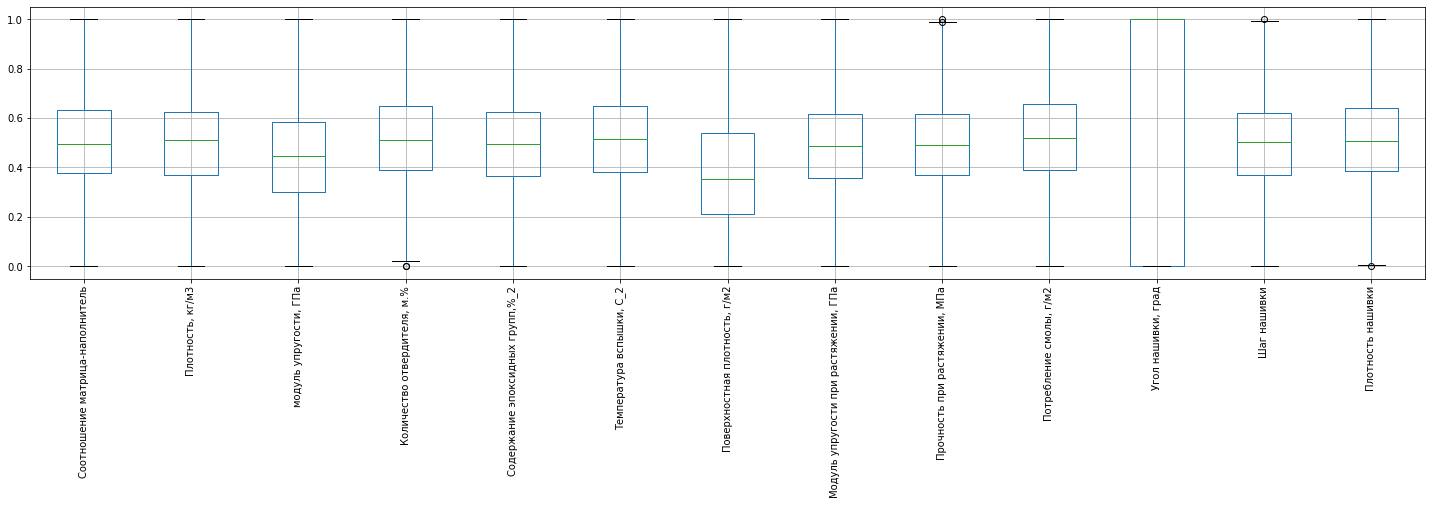 1.0
0.8
0.6
0.4
0.2
0.0
Соотношение матрица-наполнитель
Плотность, кг/м3
модуль упругости, ГПа
Количество отвердителя, м.%
Содержание эпоксидных групп,%_2
Температура вспышки, С_2
Поверхностная плотность, г/м2
Модуль упругости при растяжении, ГПа
Прочность при растяжении, МПа
Потребление смолы, г/м2
Угол нашивки, град
Шаг нашивки
Плотность нашивки